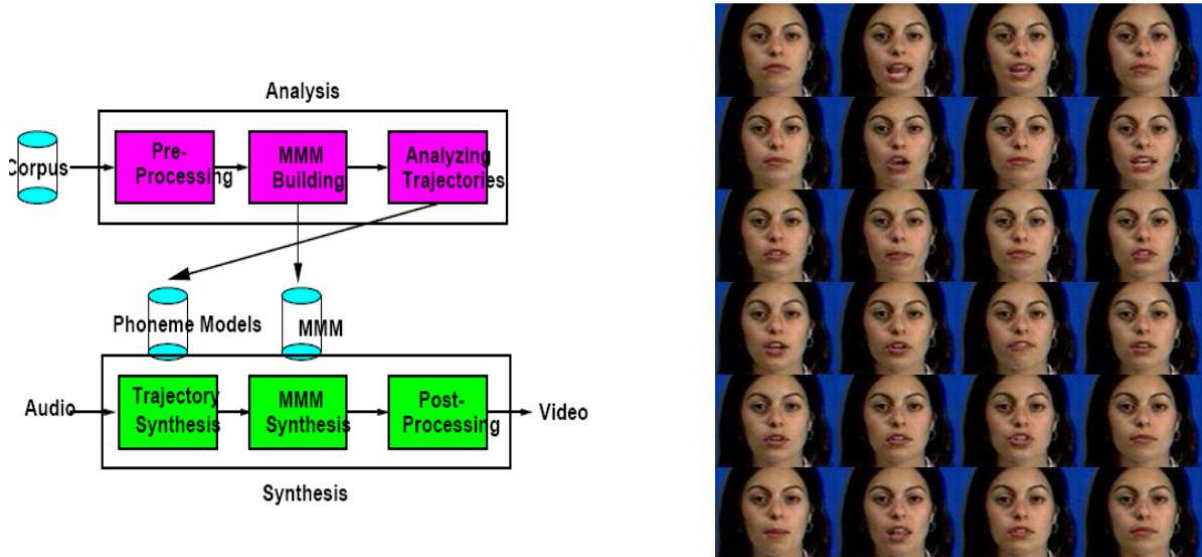 Analysis
Corpus
Pre-
Processing
MMM
Building
Analyzing
Trajectories
Phoneme Models
MMM
Audio
Trajectory
Synthesis
MMM
Synthesis
Post-
Processing
Video
Synthesis